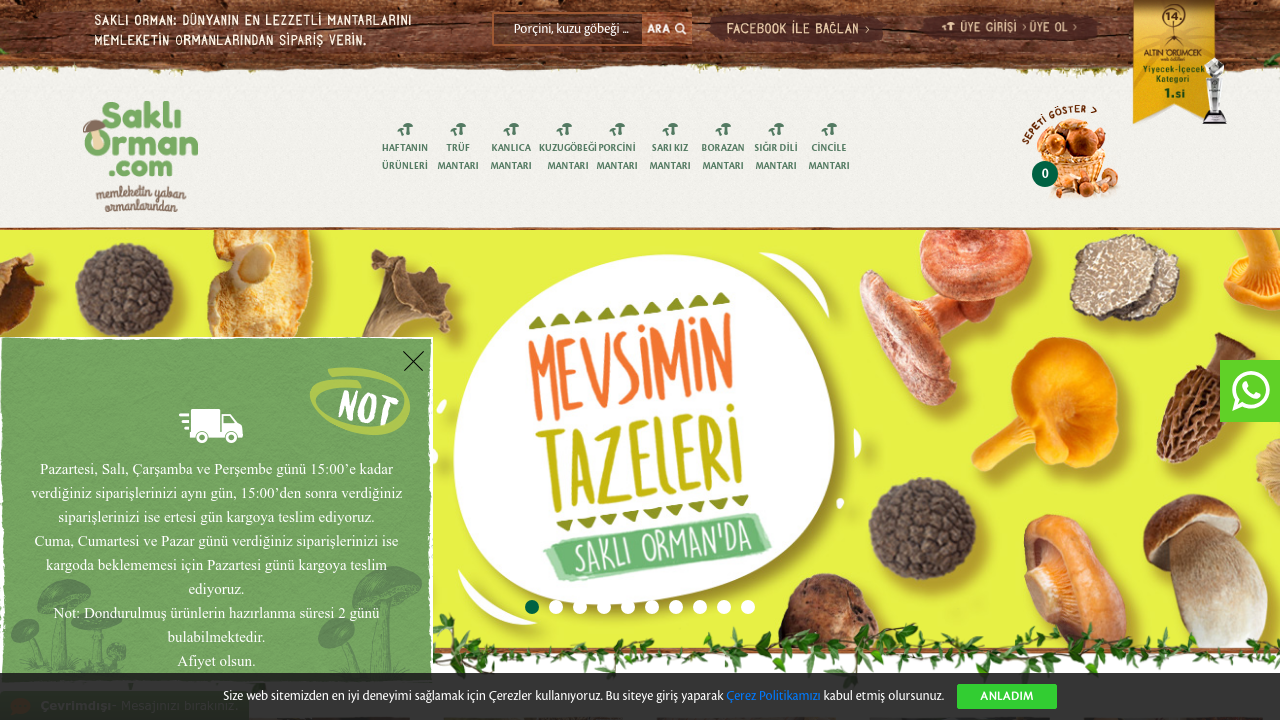 SAKLI ORMAN: DÜNYANIN EN LEZZETLİ MANTARLARINI
MEMLEKETİN ORMANLARINDAN SİPARİŞ VERİN.
Porçini, kuzu göbeği ...
ARA
FACEBOOK İLE BAĞLAN >
ÜYE GİRİŞİ > ÜYE OL >
14.
ALTIN ÖRÜMCEK
web ödülleri
Yiyecek-İçecek
Kategori
1.si
Saklı
Orman
.com
memleketin yaban
ormanlarından
HAFTANIN
ÜRÜNLERİ
TRÜF
MANTARI
KANLICA
MANTARI
KUZUGÖBEĞİ
MANTARI
PORCİNİ
MANTARI
SARI KIZ
MANTARI
BORAZAN
MANTARI
SIĞIR DİLİ
MANTARI
CİNCİLE
MANTARI
SEPETİ GÖSTER >
0
MEVSİMİN
TAZELERİ
SAKLI ORMAN'DA
NOT
Pazartesi, Salı, Çarşamba ve Perşembe günü 15:00’e kadar
verdiğiniz siparişlerinizi aynı gün, 15:00’den sonra verdiğiniz
siparişlerinizi ise ertesi gün kargoya teslim ediyoruz.
Cuma, Cumartesi ve Pazar günü verdiğiniz siparişlerinizi ise
kargoda beklememesi için Pazartesi günü kargoya teslim
ediyoruz.
Not: Dondurulmuş ürünlerin hazırlanma süresi 2 günü
bulabilmektedir.
Afiyet olsun.
Size web sitemizden en iyi deneyimi sağlamak için Çerezler kullanıyoruz. Bu siteye giriş yaparak Çerez Politikamızı kabul etmiş olursunuz.
ANLADIM
Çevrimdışı- Mesajınızı bırakınız.